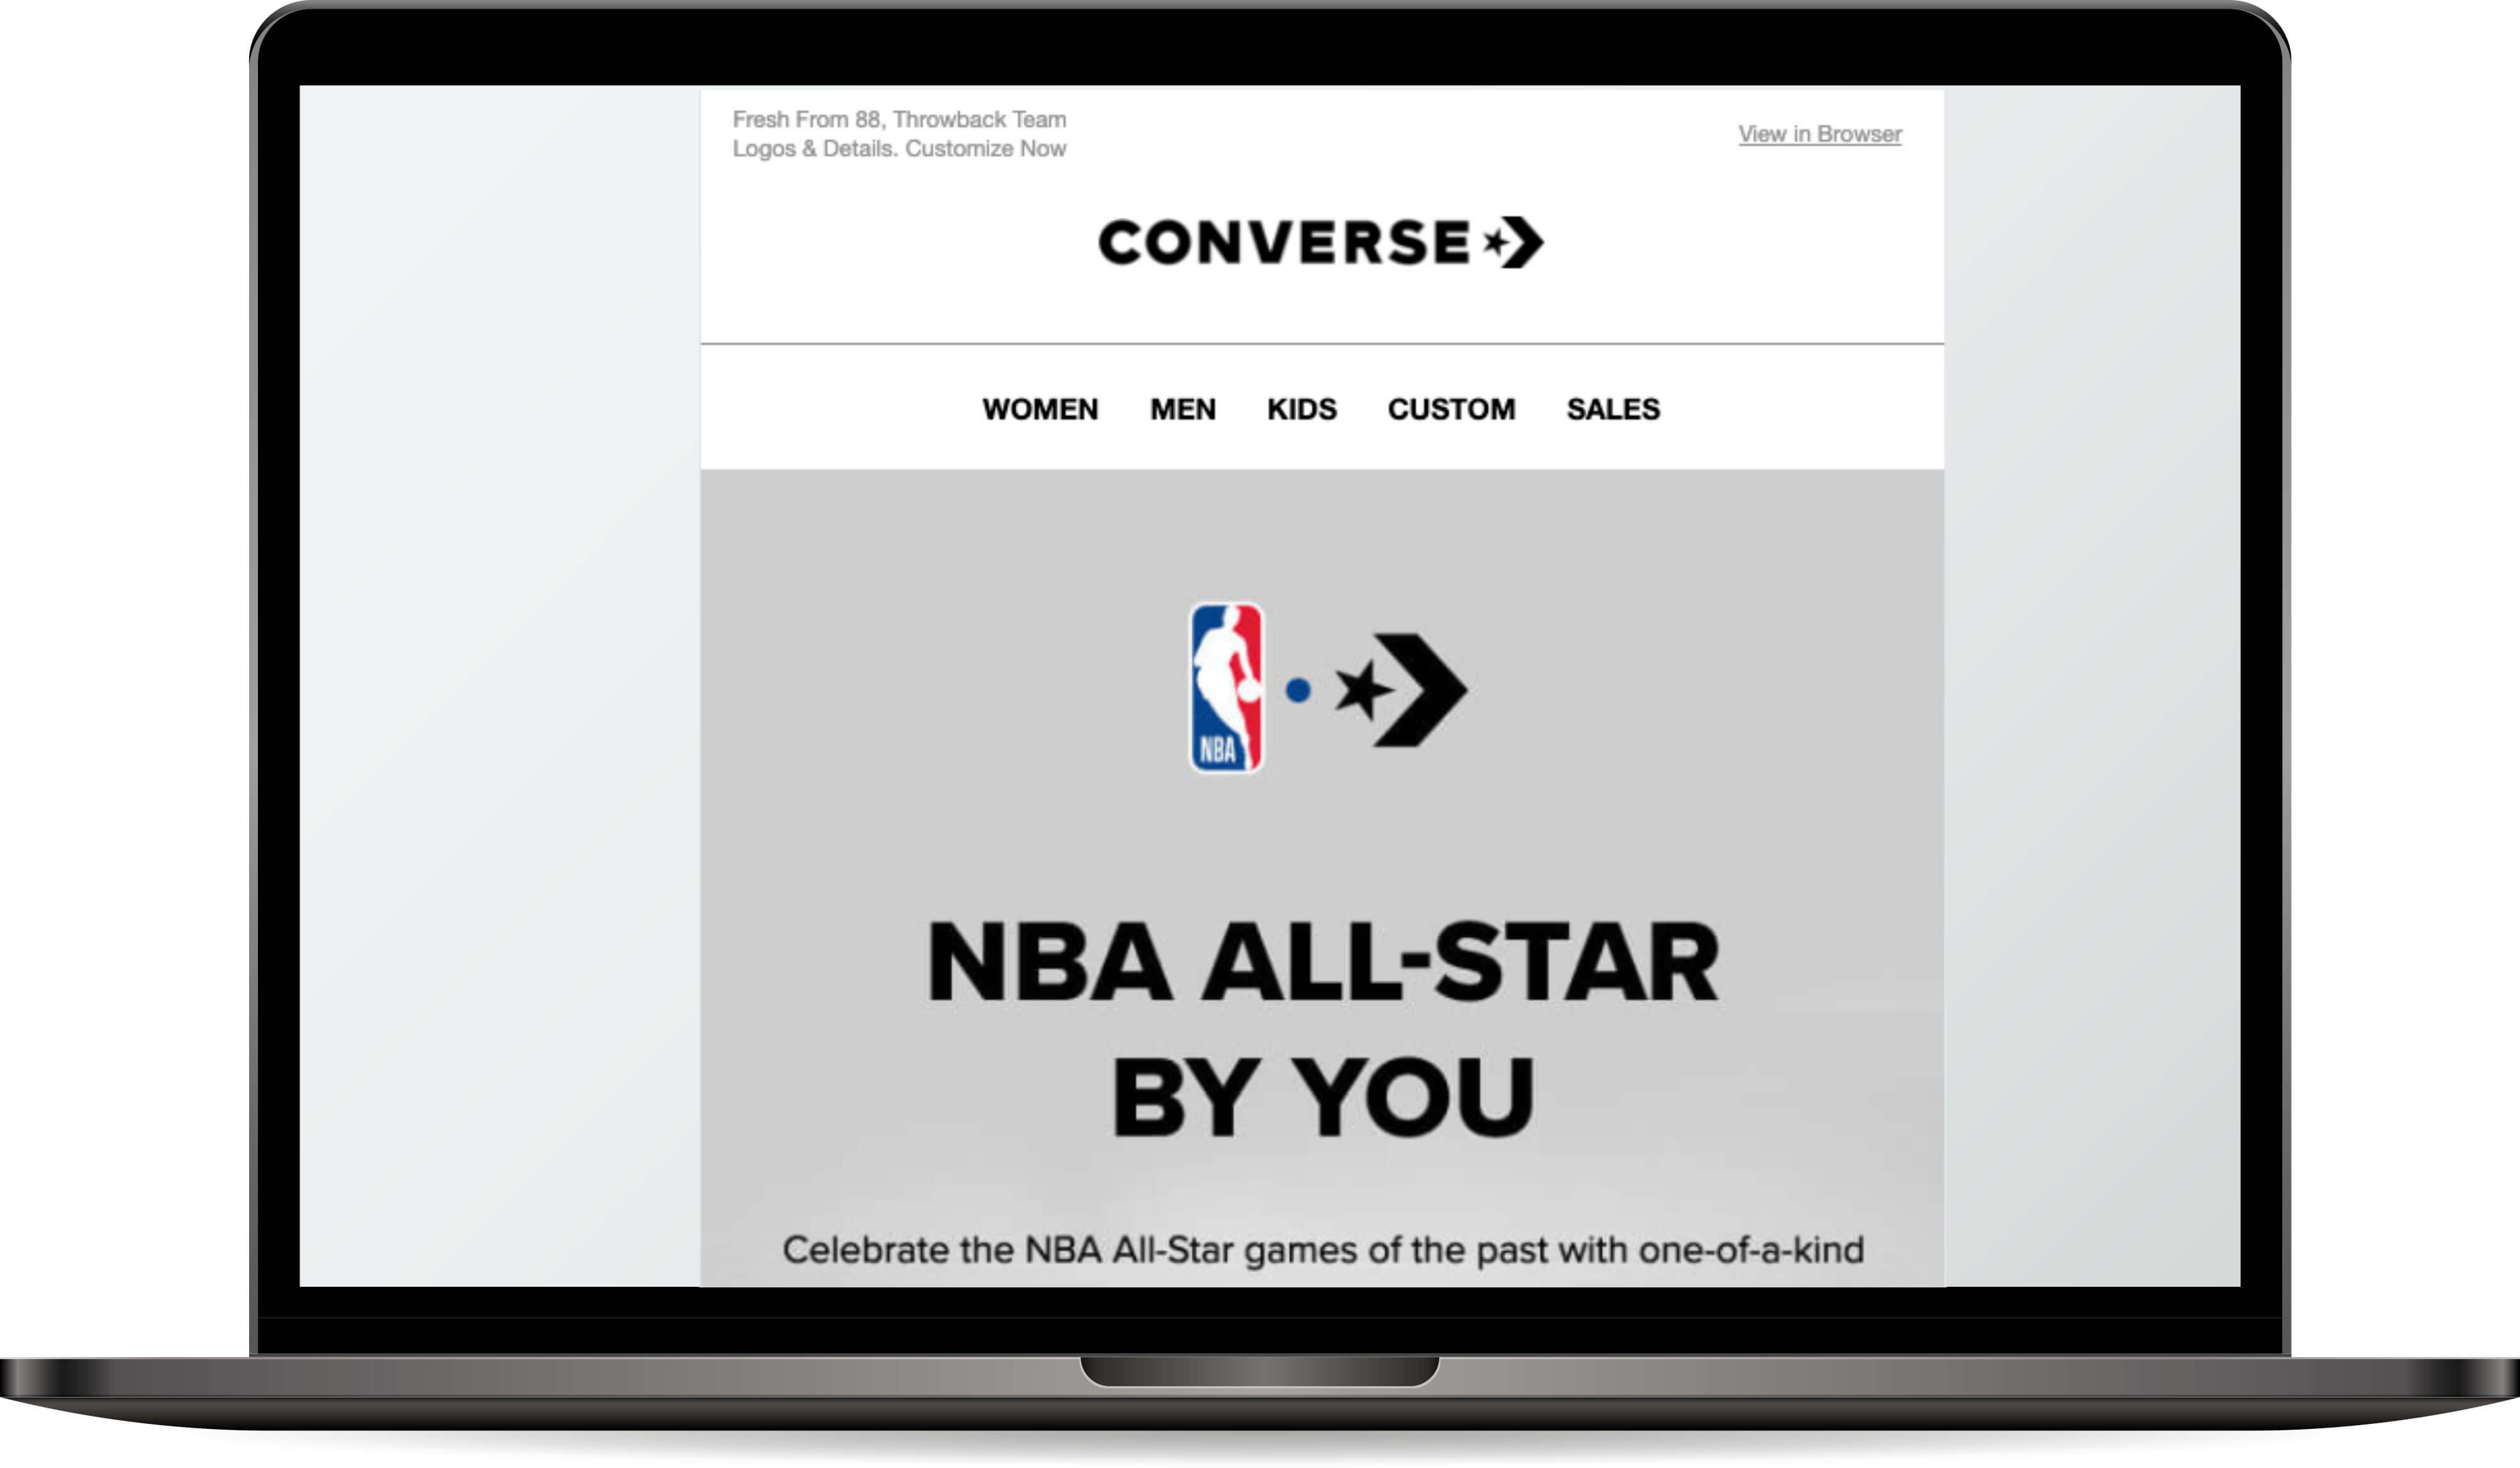 Fresh From 88, Throwback Team
Logos & Details. Customize Now
View in Browser
CONVERSE
WOMEN MEN KIDS CUSTOM SALES
NBA
NBA ALL-STAR
BY YOU
Celebrate the NBA All-Star games of the past with one-of-a-kind